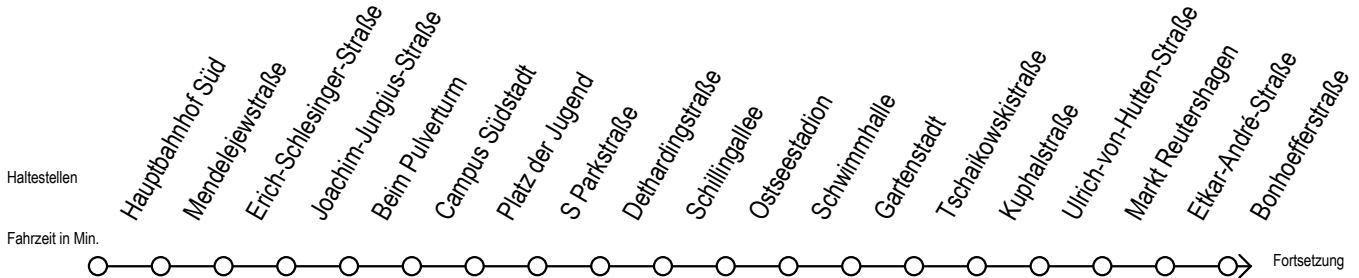 Haltestellen
Hauptbahnhof Süd
Mendelejewstraße
Erich-Schlesinger-Straße
Joachim-Jungius-Straße
Beim Pulverturm
Campus Südstadt
Platz der Jugend
S Parkstraße
Dethardingstraße
Schillingallee
Ostseestadion
Schwimmhalle
Gartenstadt
Tschaikowskistraße
Kuphalstraße
Ulrich-von-Hutten-Straße
Markt Reutershagen
Etkar-André-Straße
Bonhoefferstraße
Fahrzeit in Min.
Fortsetzung